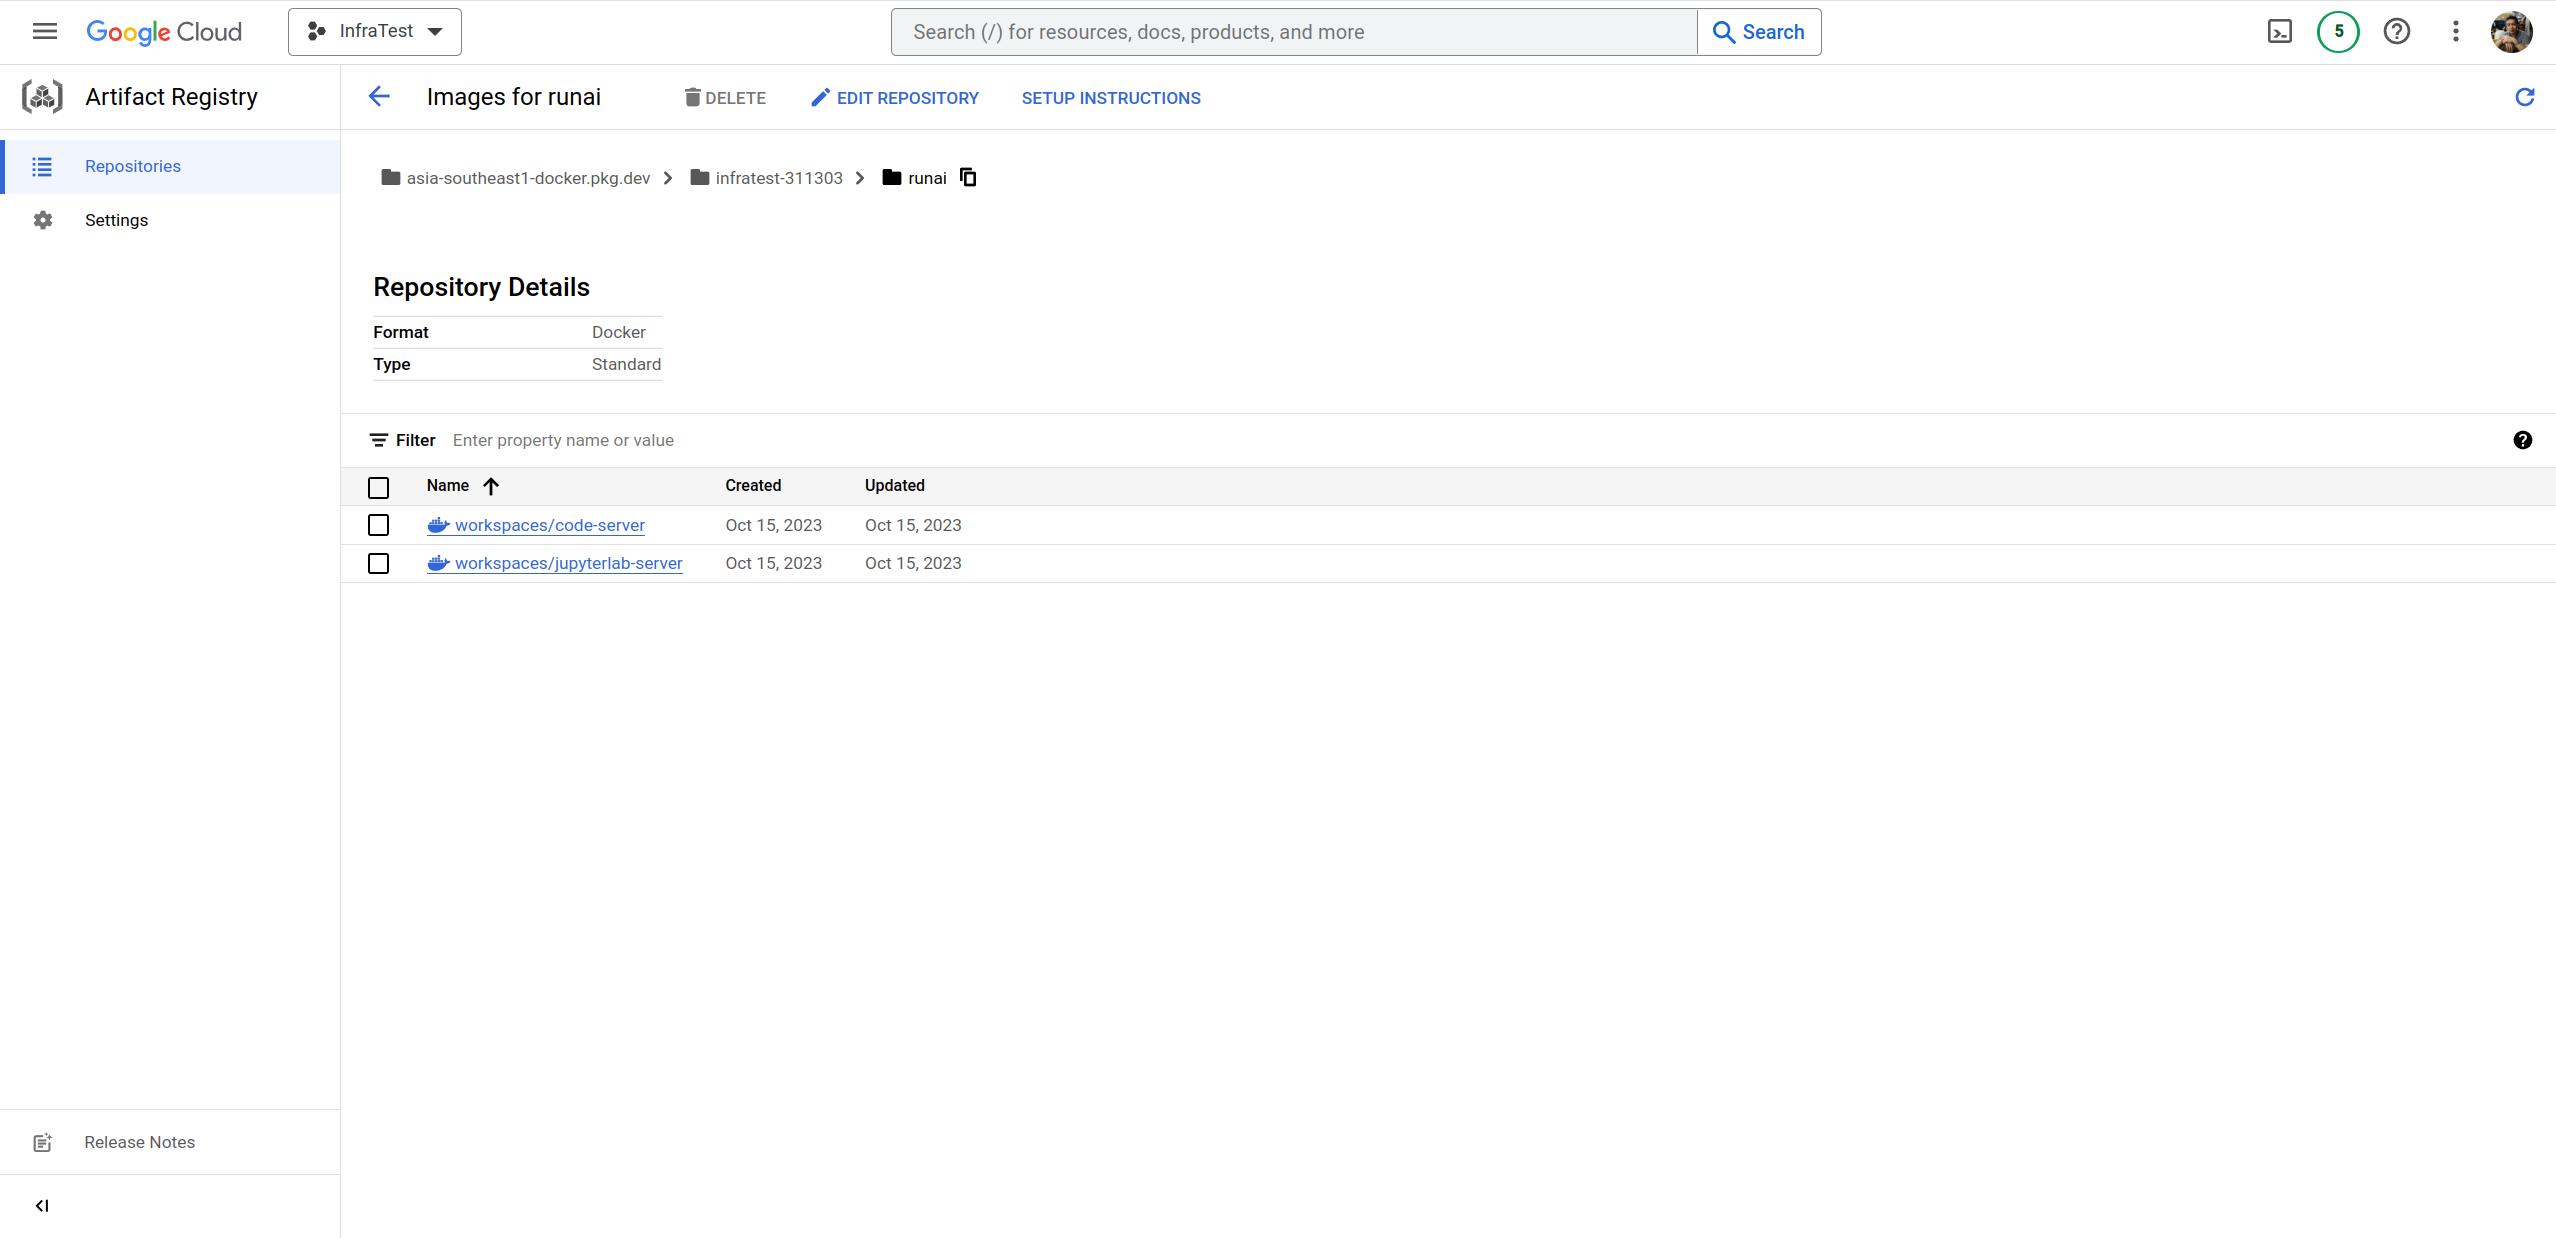 Google Cloud InfraTest Search (/) for resources, docs, products, and more Search 5
Artifact Registry Images for runai DELETE EDIT REPOSITORY SETUP INSTRUCTIONS
Repositories
Settings
asia-southeast1-docker.pkg.dev infratest-311303 runai
Repository Details
Format Docker
Type Standard
Filter Enter property name or value
Name Created Updated
workspaces/code-server Oct 15, 2023 Oct 15, 2023
workspaces/jupyterlab-server Oct 15, 2023 Oct 15, 2023
Release Notes